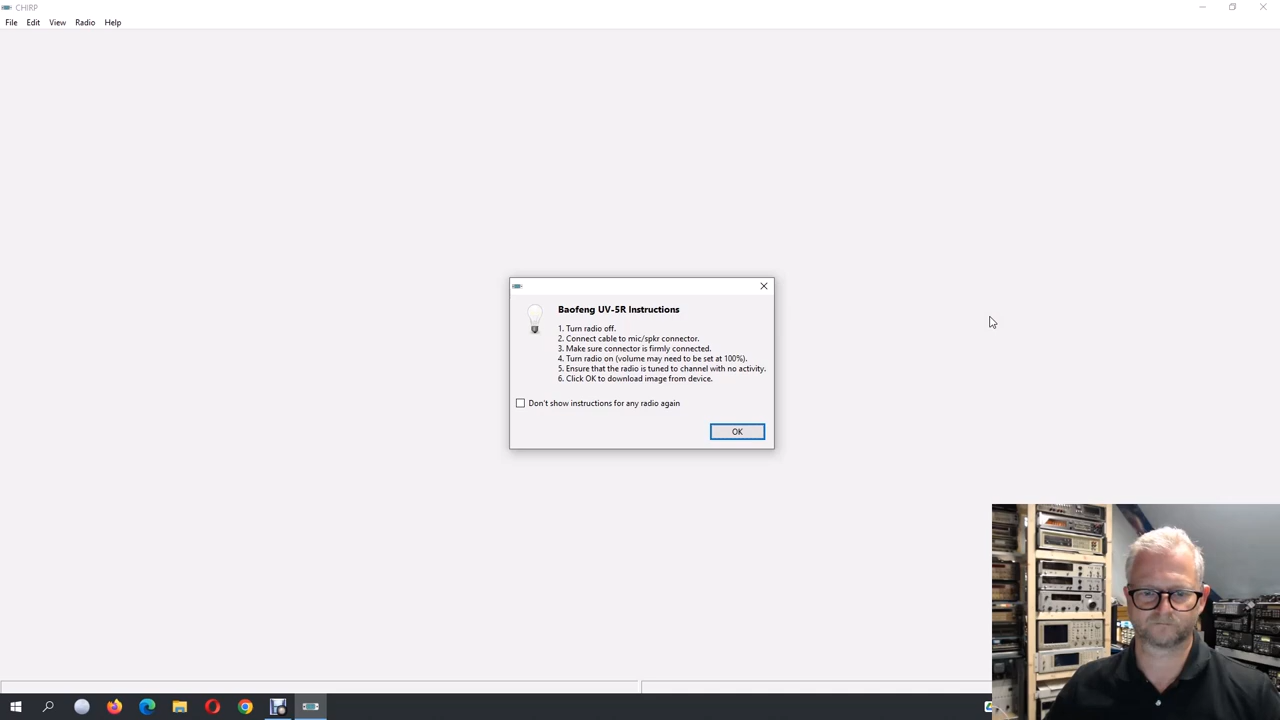 CHIRP
File Edit View Radio Help
Baofeng UV-5R Instructions
1. Turn radio off.
2. Connect cable to mic/spkr connector.
3. Make sure connector is firmly connected.
4. Turn radio on (volume may need to be set at 100%).
5. Ensure that the radio is tuned to channel with no activity.
6. Click OK to download image from device.
Don't show instructions for any radio again
OK